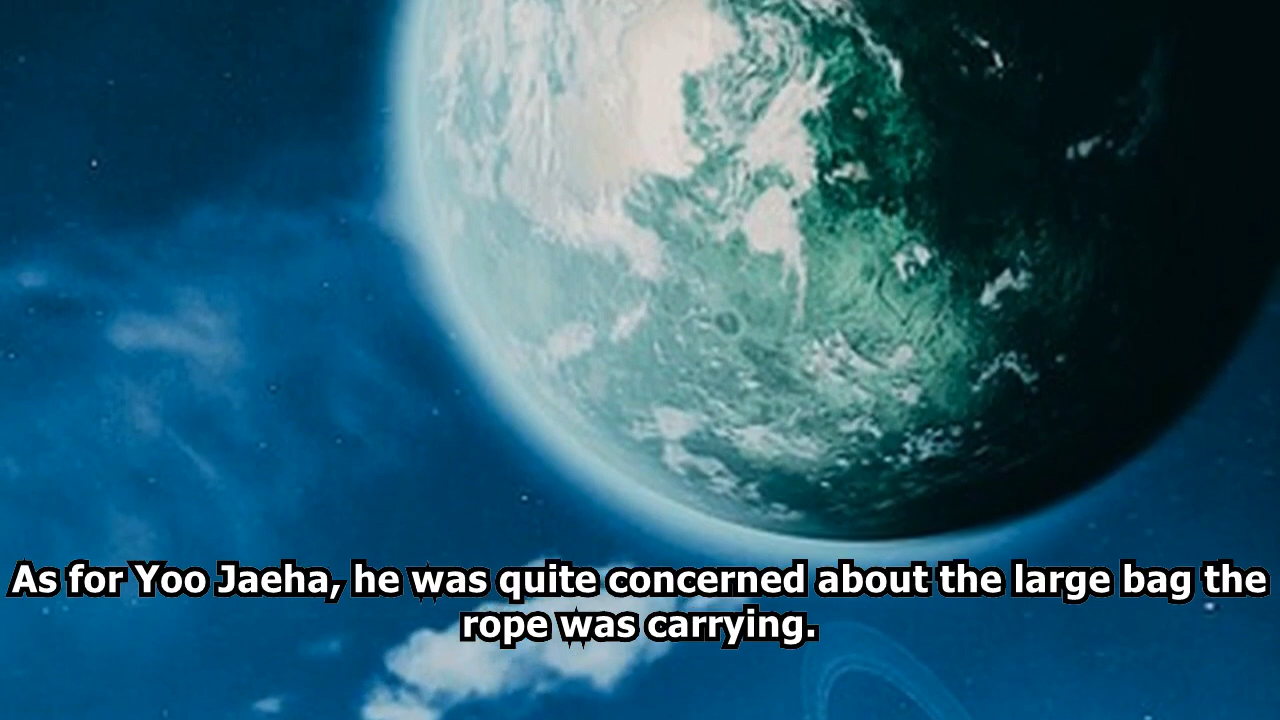 As for Yoo Jaeha, he was quite concerned about the large bag the
rope was carrying.